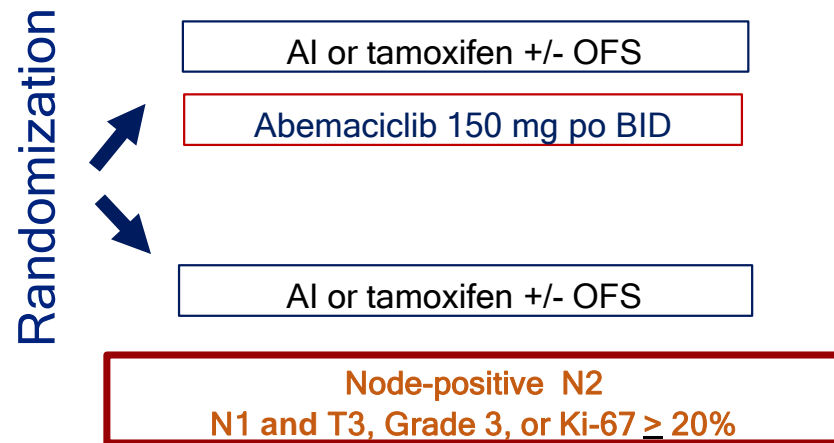 Randomization
AI or tamoxifen +/- OFS
Abemaciclib 150 mg po BID
AI or tamoxifen +/- OFS
Node-positive N2
N1 and T3, Grade 3, or Ki-67 > 20%